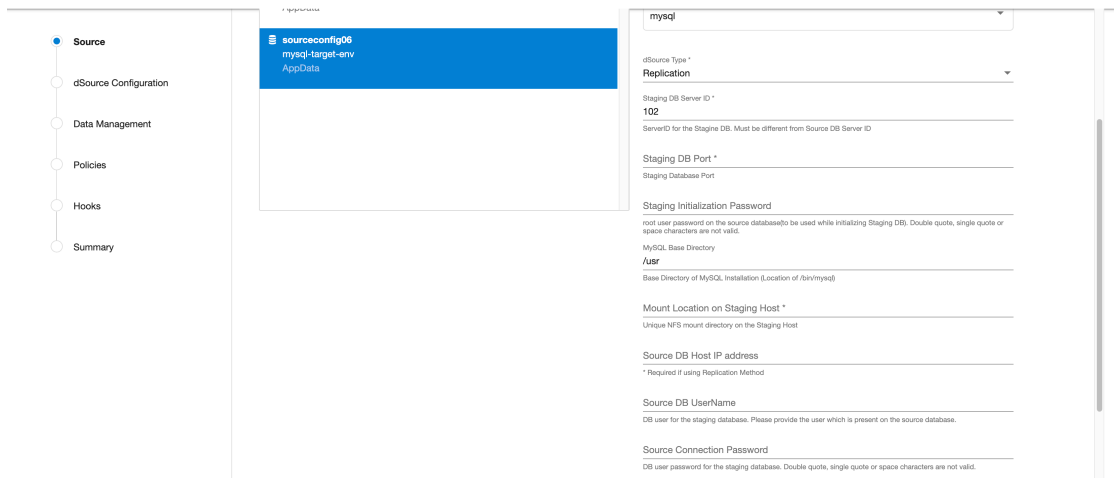 Source
dSource Configuration
Data Management
Policies
Hooks
Summary
AppData
sourceconfig06
mysql-target-env
AppData
mysql
dSource Type *
Replication
Staging DB Server ID *
102
ServerID for the Stagine DB. Must be different from Source DB Server ID
Staging DB Port *
Staging Database Port
Staging Initialization Password
root user password on the source database(to be used while initializing Staging DB). Double quote, single quote or
space characters are not valid.
MySQL Base Directory
/usr
Base Directory of MySQL Installation (Location of /bin/mysql)
Mount Location on Staging Host *
Unique NFS mount directory on the Staging Host
Source DB Host IP address
* Required if using Replication Method
Source DB UserName
DB user for the staging database. Please provide the user which is present on the source database.
Source Connection Password
DB user password for the staging database. Double quote, single quote or space characters are not valid.